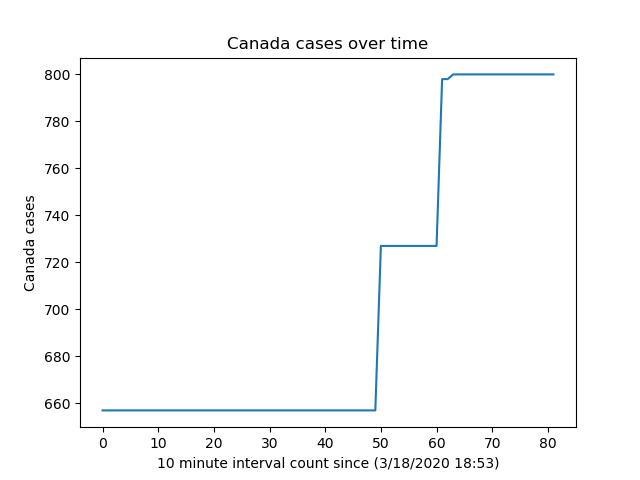 Canada cases over time
Canada cases
800
780
760
740
720
700
680
660
0 10 20 30 40 50 60 70 80
10 minute interval count since (3/18/2020 18:53)